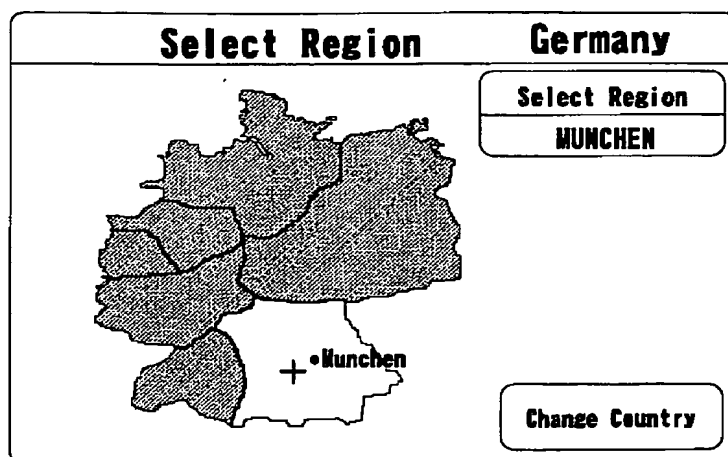 Select Region
Germany
Select Region
MUNCHEN
Munchen
Change Country